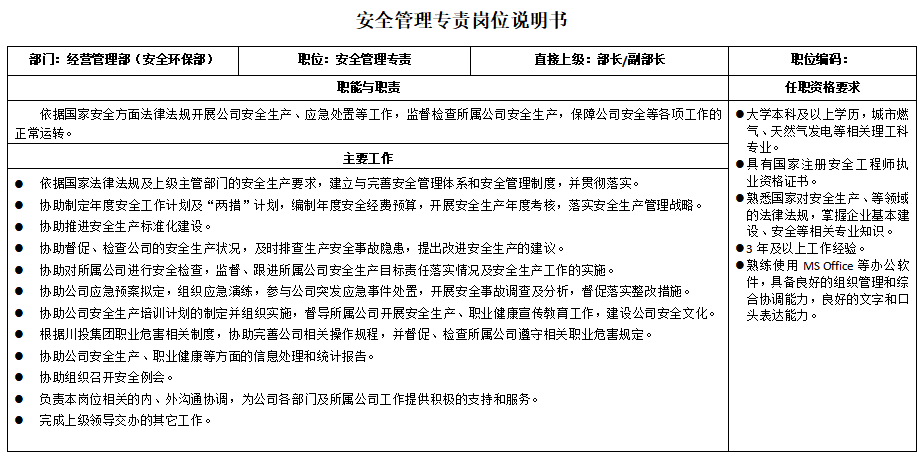 安全管理专责岗位说明书
部门：经营管理部（安全环保部）
职位：安全管理专责
直接上级：部长/副部长
职位编码：
职能与职责
依据国家安全方面法律法规开展公司安全生产、应急处置等工作，监督检查所属公司安全生产，保障公司安全等各项工作的
正常运转。
主要工作
● 依据国家法律法规及上级主管部门的安全生产要求，建立与完善安全管理体系和安全管理制度，并贯彻落实。
● 协助制定年度安全工作计划及“两措”计划，编制年度安全经费预算，开展安全生产年度考核，落实安全生产管理战略。
● 协助推进安全生产标准化建设。
● 协助督促、检查公司的安全生产状况，及时排查生产安全事故隐患，提出改进安全生产的建议。
● 协助对所属公司进行安全检查，监督、跟进所属公司安全生产目标责任落实情况及安全生产工作的实施。
● 协助公司应急预案拟定，组织应急演练，参与公司突发应急事件处置，开展安全事故调查及分析，督促落实整改措施。
● 协助公司安全生产培训计划的制定并组织实施，督导所属公司开展安全生产、职业健康宣传教育工作，建设公司安全文化。
● 根据川投集团职业危害相关制度，协助完善公司相关操作规程，并督促、检查所属公司遵守相关职业危害规定。
● 协助公司安全生产、职业健康等方面的信息处理和统计报告。
● 协助组织召开安全例会。
● 负责本岗位相关的内、外沟通协调，为公司各部门及所属公司工作提供积极的支持和服务。
● 完成上级领导交办的其它工作。
任职资格要求
●大学本科及以上学历，城市燃
气、天然气发电等相关理工科
专业。
●具有国家注册安全工程师执
业资格证书。
●熟悉国家对安全生产、等领域
的法律法规，掌握企业基本建
设、安全等相关专业知识。
●3 年及以上工作经验。
●熟练使用 MS Office 等办公软
件，具备良好的组织管理和综
合协调能力，良好的文字和口
头表达能力。